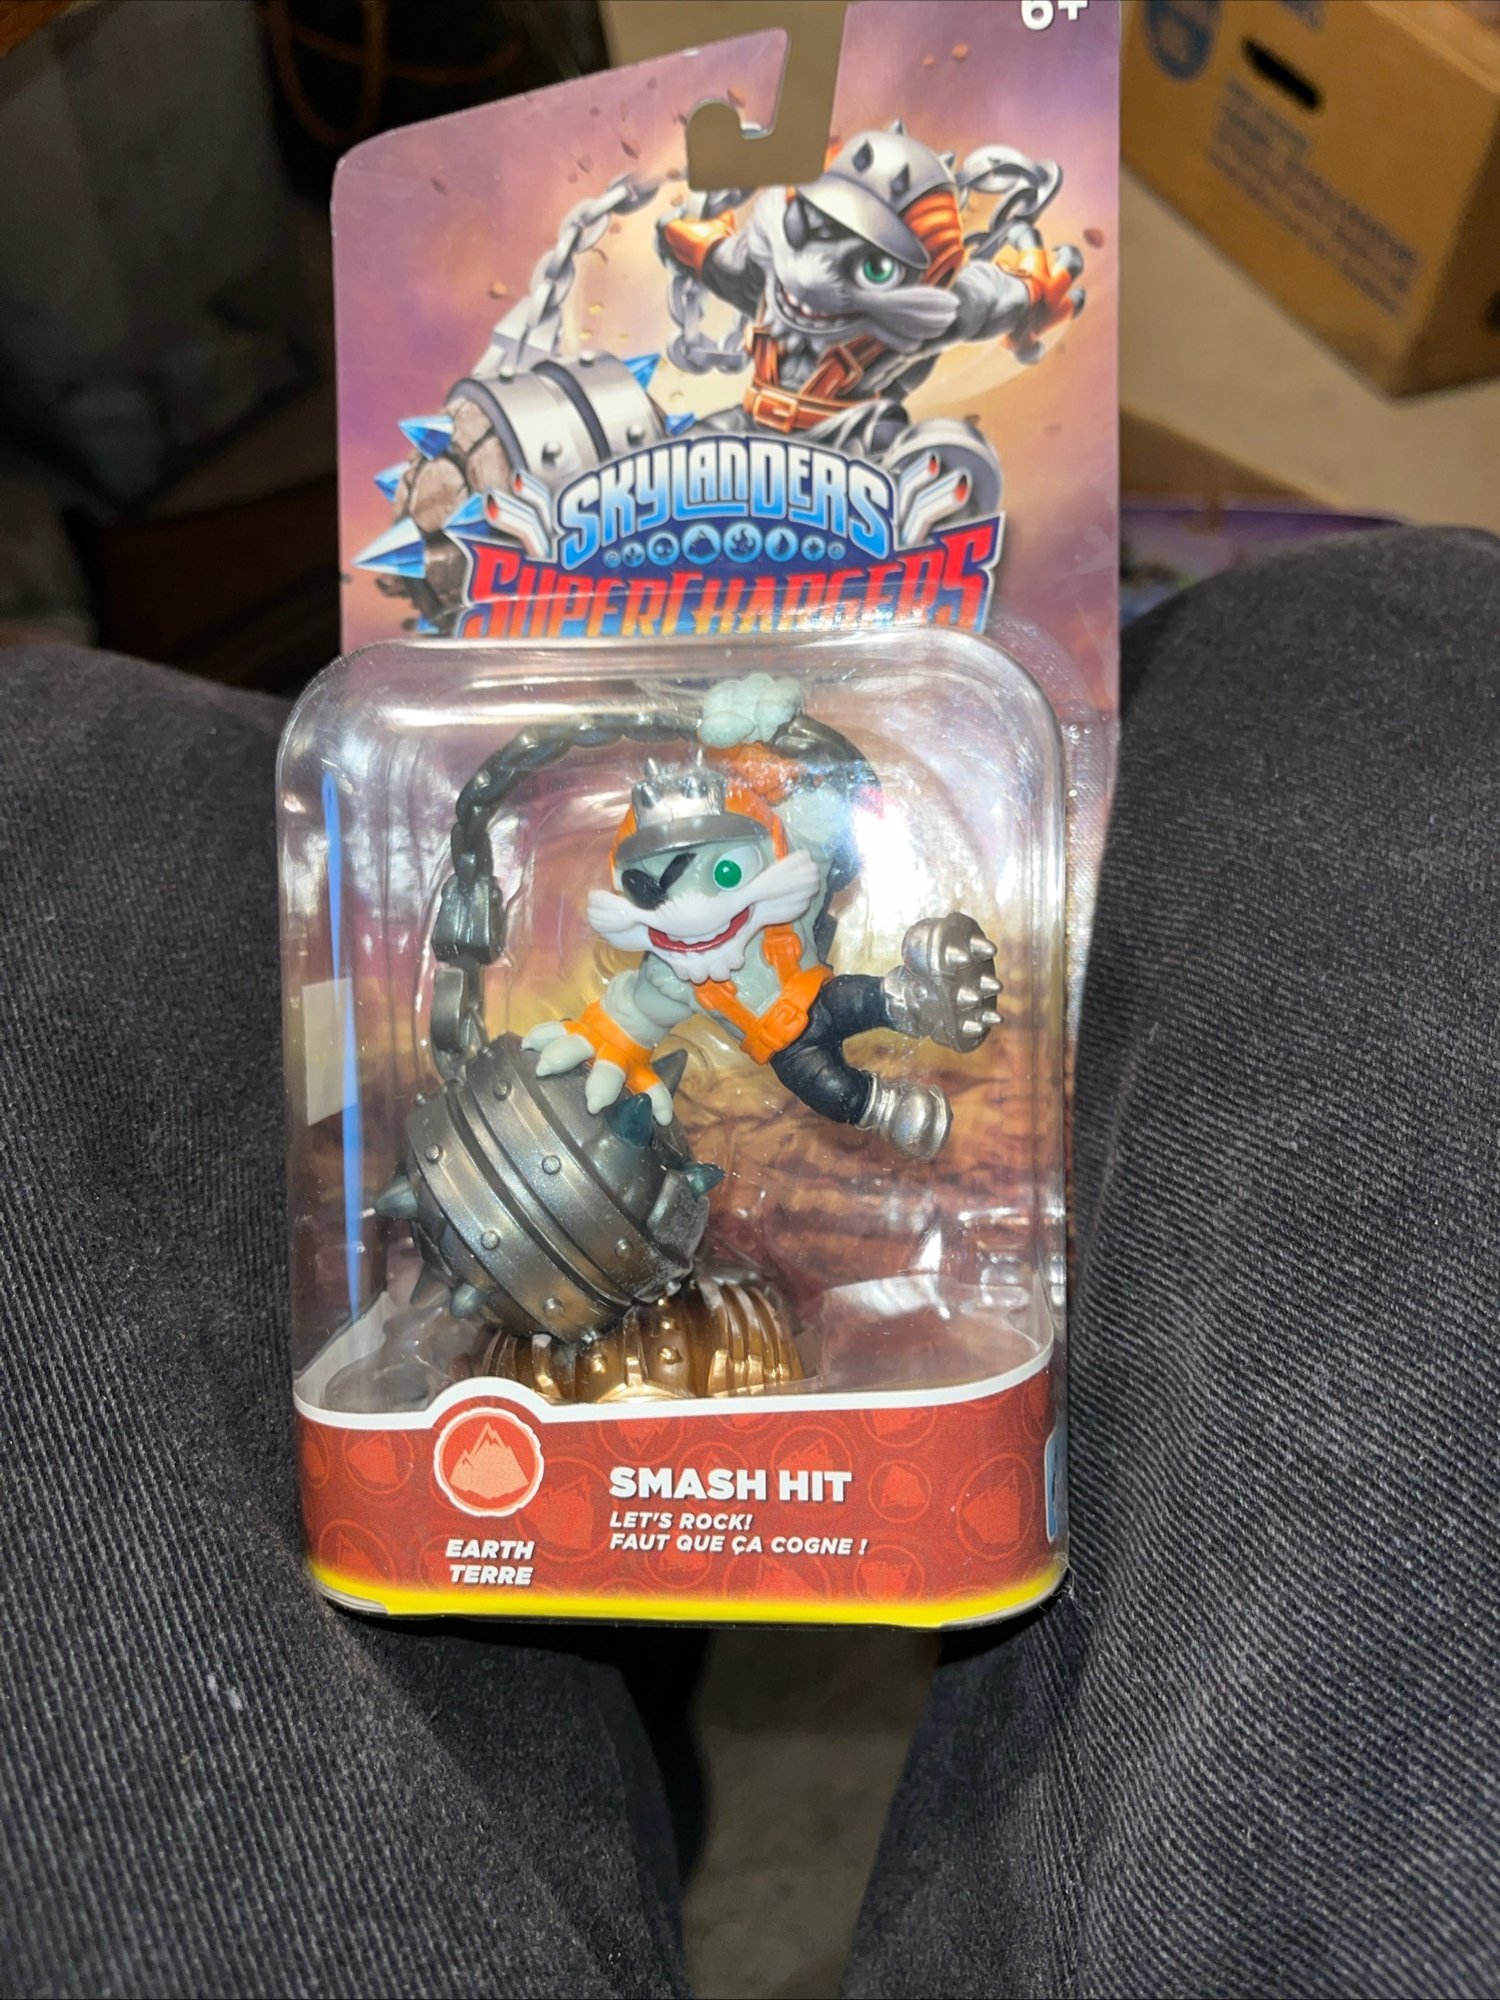 6+
SKYLANDERS
SUPERCHARGERS
SMASH HIT
LET'S ROCK!
FAUT QUE ÇA COGNE !
EARTH
TERRE